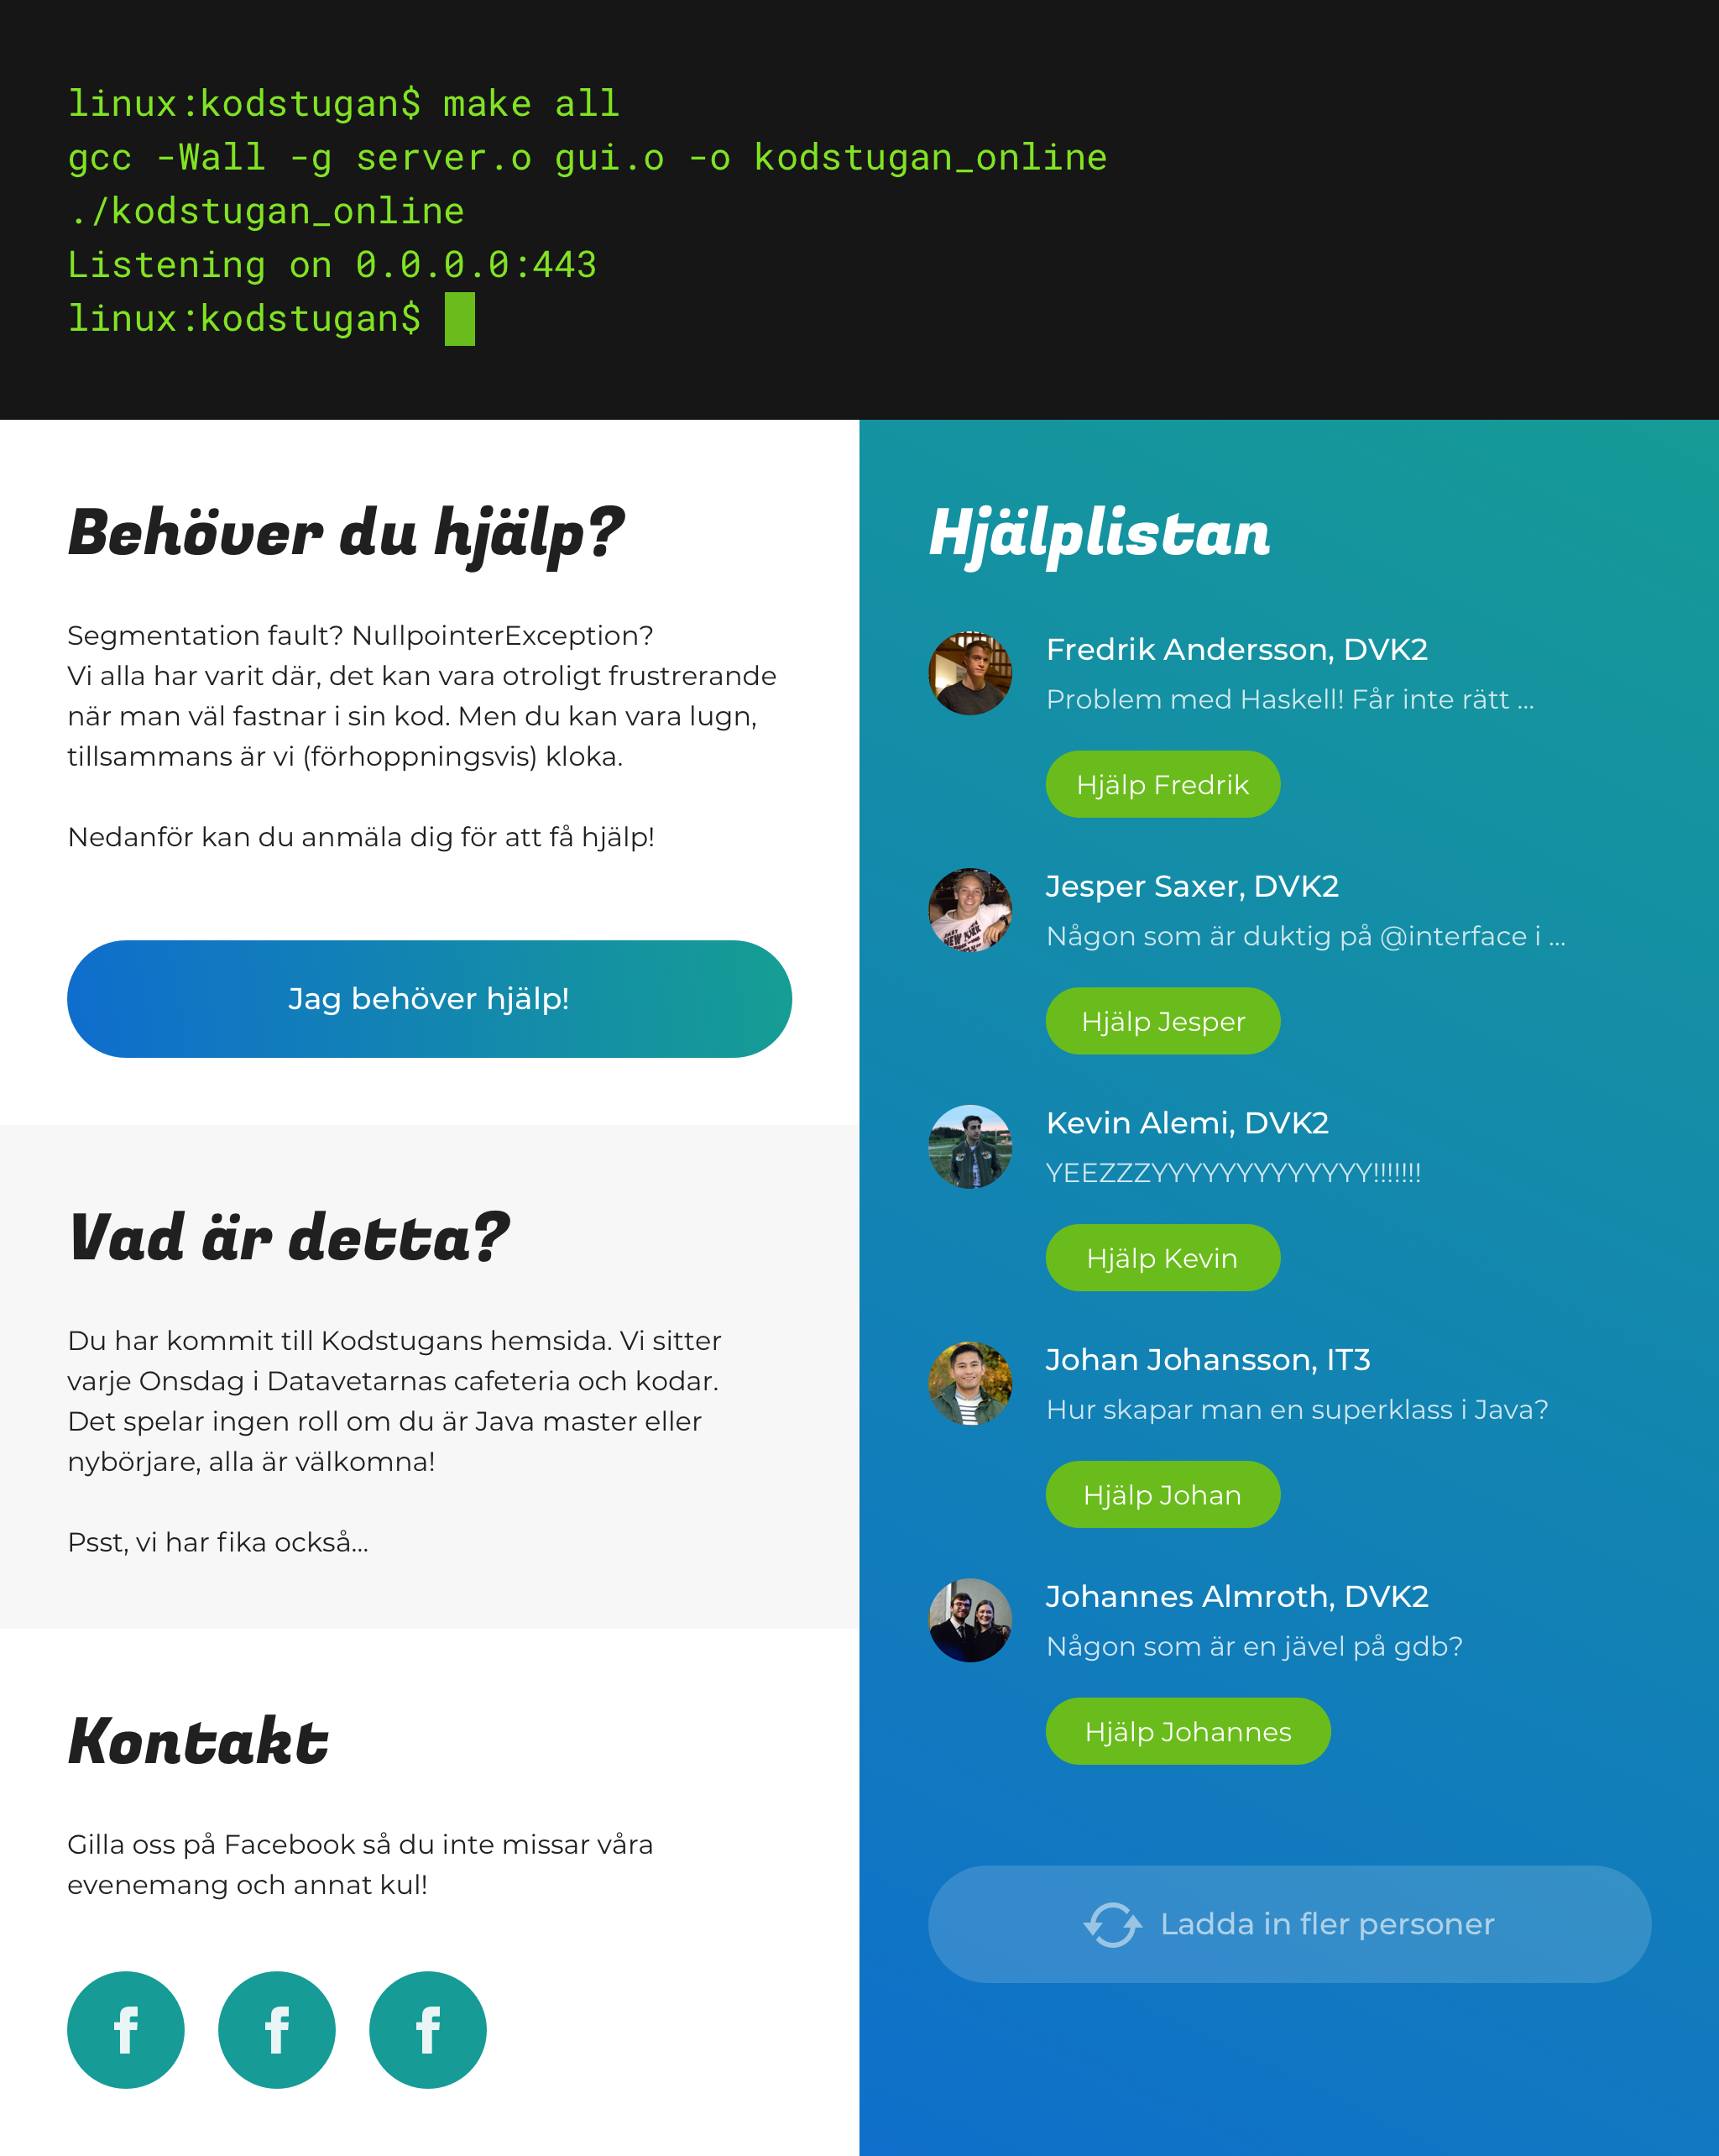 linux:kodstugan$ make all
gcc -Wall -g server.o gui.o -o kodstugan_online
./kodstugan_online
Listening on 0.0.0.0:443
linux:kodstugan$
Behöver du hjälp?
Segmentation fault? NullpointerException?
Vi alla har varit där, det kan vara otroligt frustrerande
när man väl fastnar i sin kod. Men du kan vara lugn,
tillsammans är vi (förhoppningsvis) kloka.
Nedanför kan du anmäla dig för att få hjälp!
Jag behöver hjälp!
Vad är detta?
Du har kommit till Kodstugans hemsida. Vi sitter
varje Onsdag i Datavetarnas cafeteria och kodar.
Det spelar ingen roll om du är Java master eller
nybörjare, alla är välkomna!
Psst, vi har fika också...
Kontakt
Gilla oss på Facebook så du inte missar våra
evenemang och annat kul!
f f f
Hjälplistan
Fredrik Andersson, DVK2
Problem med Haskell! Får inte rätt ...
Hjälp Fredrik
Jesper Saxer, DVK2
Någon som är duktig på @interface i ...
Hjälp Jesper
Kevin Alemi, DVK2
YEEZZZYYYYYYYYYYYYY!!!!!!!
Hjälp Kevin
Johan Johansson, IT3
Hur skapar man en superklass i Java?
Hjälp Johan
Johannes Almroth, DVK2
Någon som är en jävel på gdb?
Hjälp Johannes
Ladda in fler personer